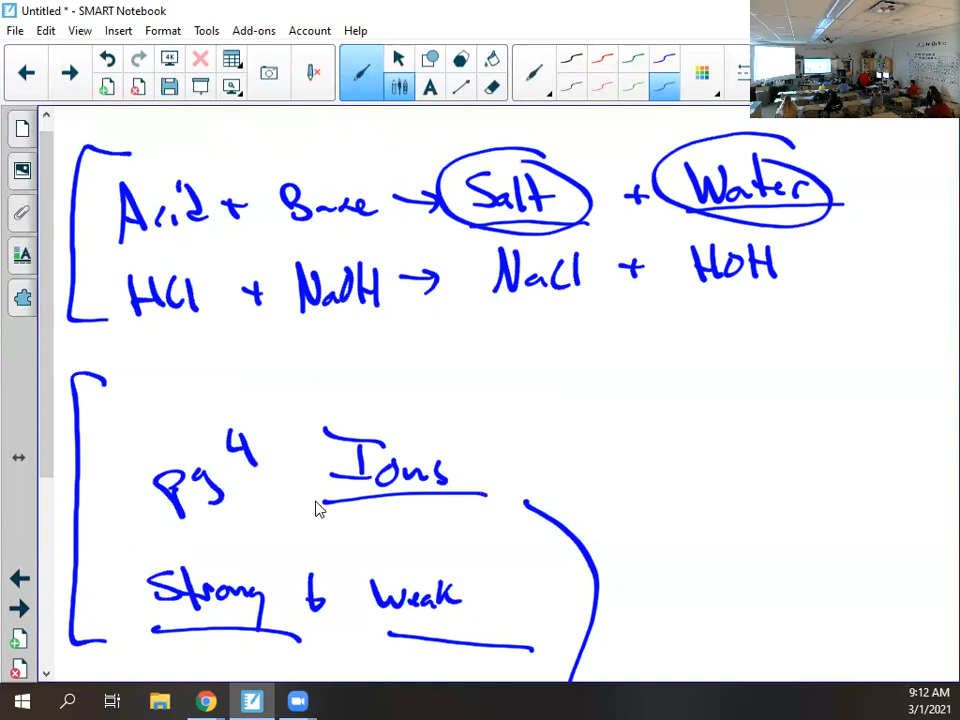 Untitled * - SMART Notebook
File Edit View Insert Format Tools Add-ons Account Help
Acid + Base → Salt + Water
HCl + NaOH → NaCl + HOH
pg 4 Ions
Strong & weak
9:12 AM
3/1/2021